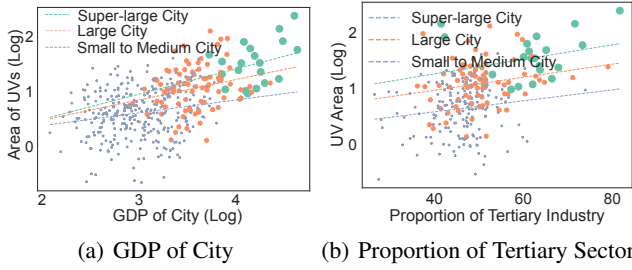 Super-large City
Large City
Small to Medium City
Area of UVs (Log)
2
1
0
2
3
4
GDP of City (Log)
(a) GDP of City
Super-large City
Large City
Small to Medium City
UV Area (Log)
2
1
0
40
60
80
Proportion of Tertiary Industry
(b) Proportion of Tertiary Sector